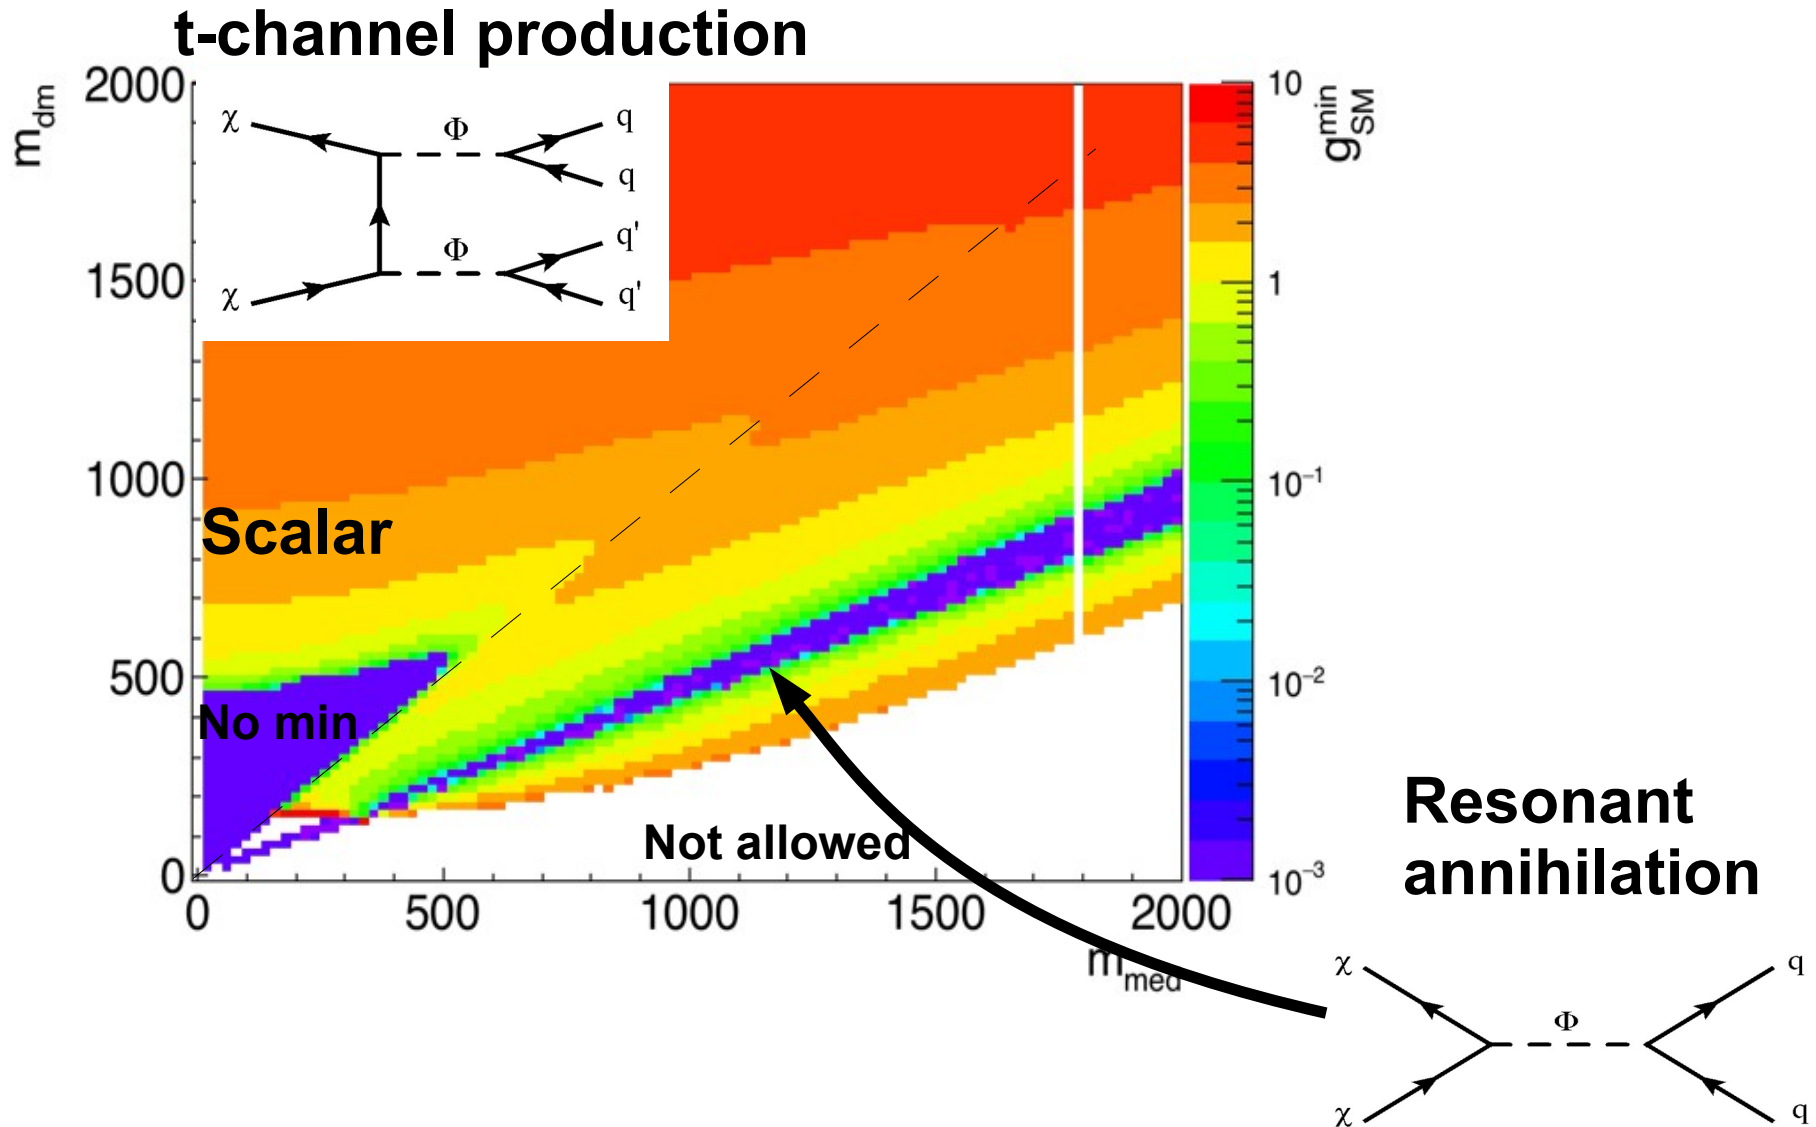 t-channel production
m_dm
2000
1500
1000
500
0
χ
Φ
q
q
χ
Φ
q'
q'
Scalar
No min
Not allowed
0
500
1000
1500
2000
m_med
10
1
10⁻¹
10⁻²
10⁻³
g_SM^min
Resonant
annihilation
χ
Φ
q
χ
q